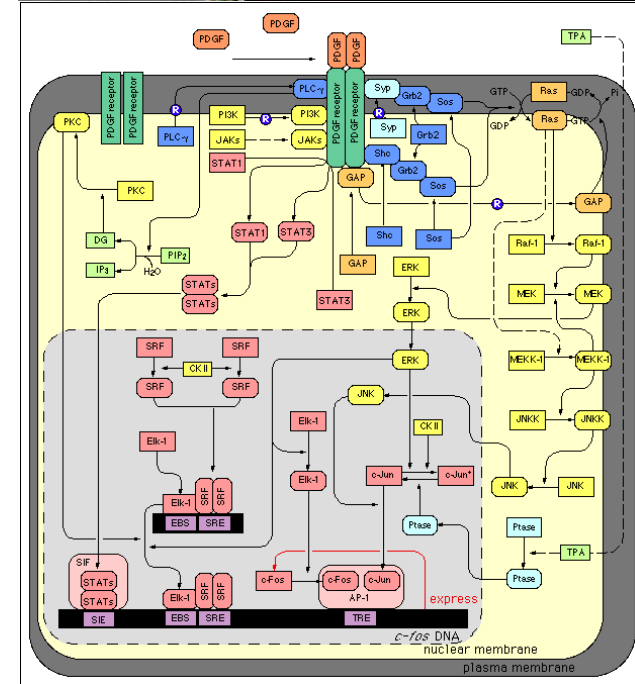 PDGF
PDGF
PDGF
PDGF
TPA
PKC
PDGF receptor
PDGF receptor
PLC-γ
R
PLC-γ
PI3K
R
PI3K
JAKs
JAKs
STAT1
PDGF receptor
PDGF receptor
Syp
R
Syp
Grb2
Sos
Grb2
Shc
Grb2
Sos
GAP
Shc
Sos
GAP
GTP
GDP
Ras
Ras
GDP
GTP
Pi
R
GAP
PKC
DG
IP3
H2O
PIP2
STAT1
STAT3
STATs
STATs
STAT3
ERK
ERK
ERK
Raf-1
Raf-1
MEK
MEK
MEKK-1
MEKK-1
JNKK
JNKK
JNK
JNK
JNK
SRF
SRF
CK II
SRF
SRF
Elk-1
Elk-1
SRF
SRF
EBS
SRE
Elk-1
Elk-1
CK II
c-Jun
c-Jun*
Ptase
Ptase
TPA
Ptase
SIF
STATs
STATs
SIE
Elk-1
SRF
SRF
EBS
SRE
c-Fos
c-Fos
c-Jun
AP-1
TRE
express
c-fos DNA
nuclear membrane
plasma membrane